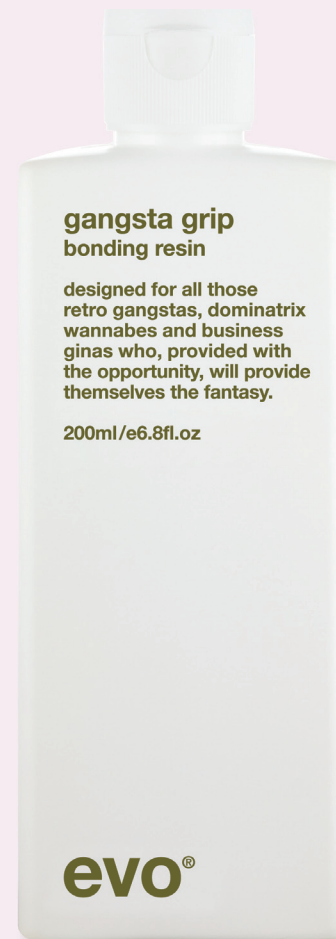 gangsta grip
bonding resin
designed for all those
retro gangstas, dominatrix
wannabes and business
ginas who, provided with
the opportunity, will provide
themselves the fantasy.
200ml/e6.8fl.oz
evo®